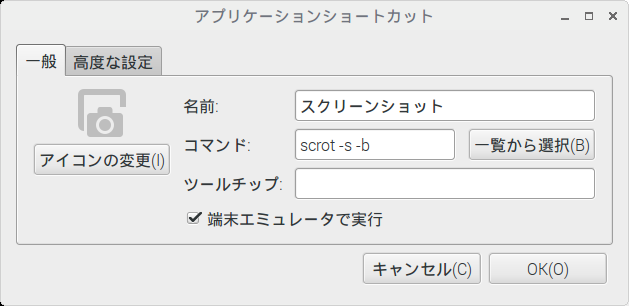 アプリケーションショートカット
一般 高度な設定
名前: スクリーンショット
アイコンの変更(I)
コマンド: scrot -s -b 一覧から選択(B)
ツールチップ:
端末エミュレータで実行
キャンセル(C) OK(O)